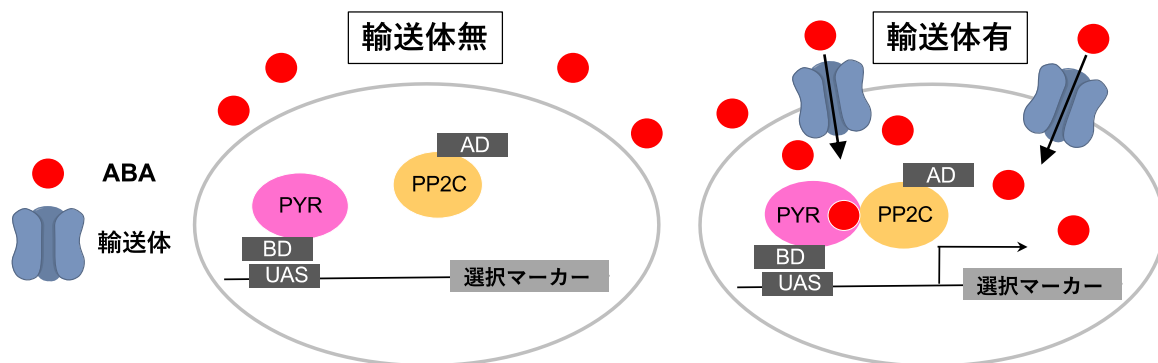 輸送体無
輸送体有
ABA
輸送体
AD
PP2C
PYR
BD
UAS
選択マーカー
AD
PYR
PP2C
BD
UAS
選択マーカー